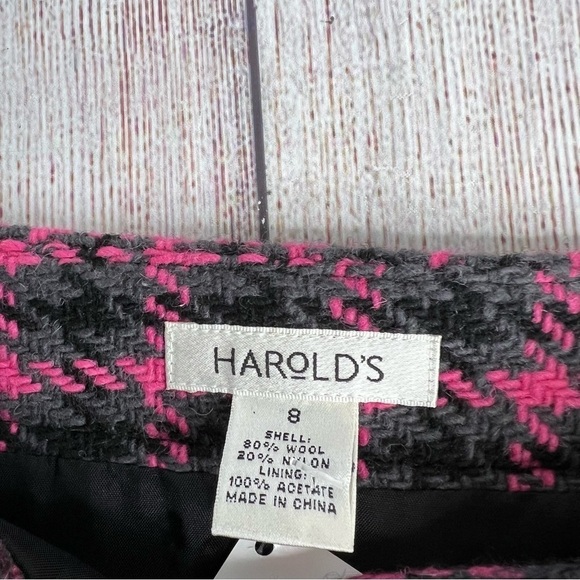 HAROLD'S
8
SHELL:
80% WOOL
20% NYLON
LINING:
100% ACETATE
MADE IN CHINA